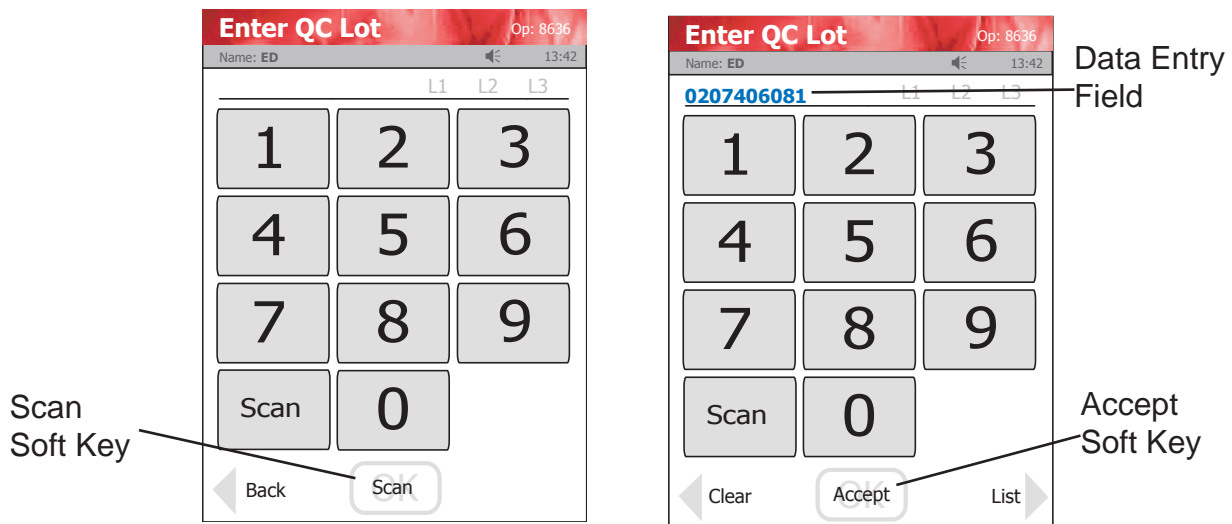 Enter QC Lot Op: 8636
Name: ED 13:42
L1 L2 L3
1 2 3
4 5 6
7 8 9
Scan 0
Back OK Scan
Scan
Soft Key
Enter QC Lot Op: 8636
Name: ED 13:42
0207406081 L1 L2 L3
1 2 3
4 5 6
7 8 9
Scan 0
Clear OK Accept List
Data Entry
Field
Accept
Soft Key